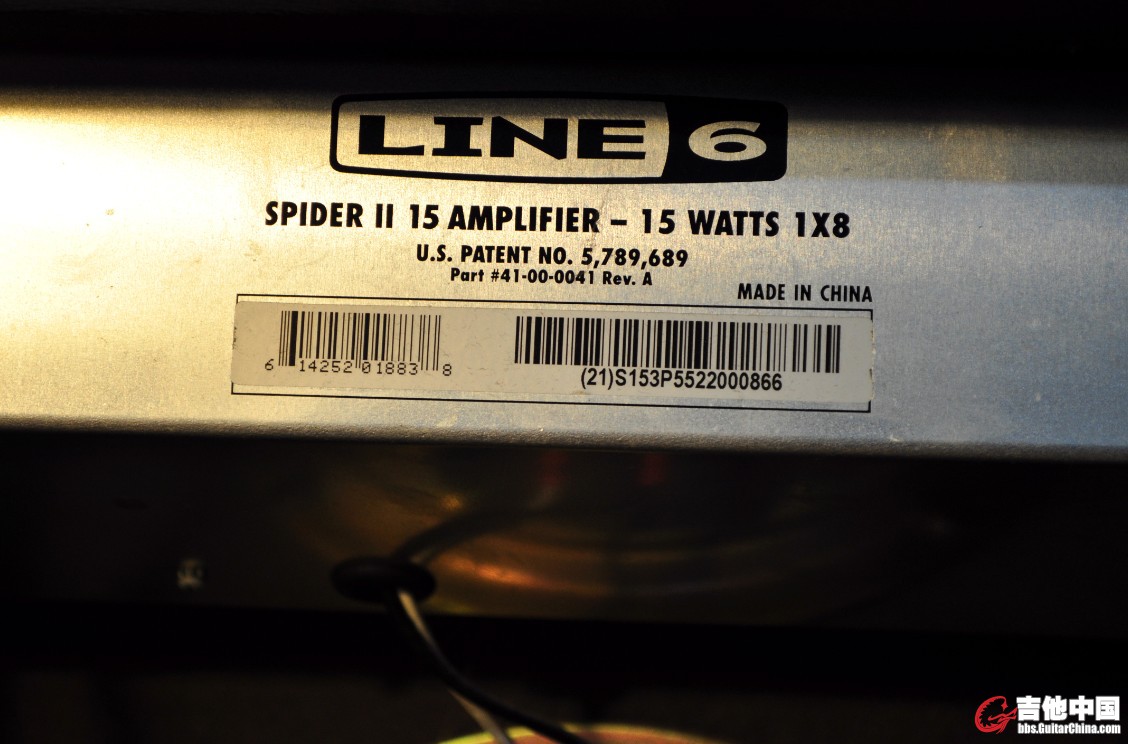 LINE 6
SPIDER II 15 AMPLIFIER – 15 WATTS 1X8
U.S. PATENT NO. 5,789,689
Part #41-00-0041 Rev. A
MADE IN CHINA
6 14252 01883 8
(21)S153P5522000866
吉他中国
bbs.GuitarChina.com